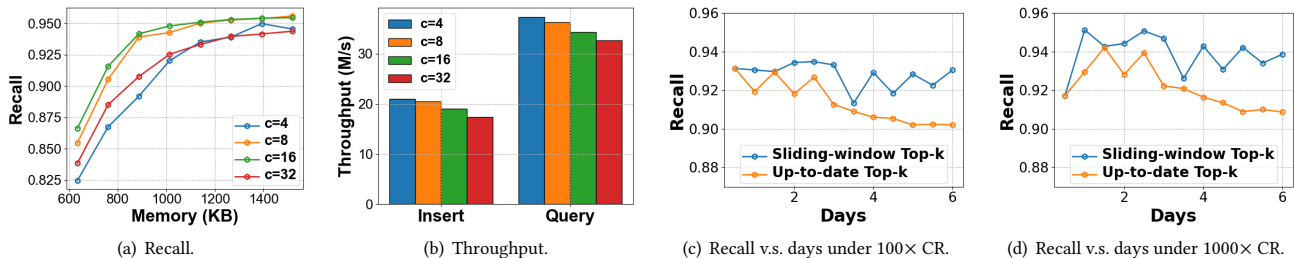 0.950
0.925
0.900
0.875
0.850
0.825
Recall
600 800 1000 1200 1400
Memory (KB)
c=4
c=8
c=16
c=32
(a) Recall.
30
20
10
0
Throughput (M/s)
c=4
c=8
c=16
c=32
Insert Query
(b) Throughput.
0.96
0.94
0.92
0.90
0.88
Recall
Sliding-window Top-k
Up-to-date Top-k
2 4 6
Days
(c) Recall v.s. days under 100× CR.
0.96
0.94
0.92
0.90
0.88
Recall
Sliding-window Top-k
Up-to-date Top-k
2 4 6
Days
(d) Recall v.s. days under 1000× CR.